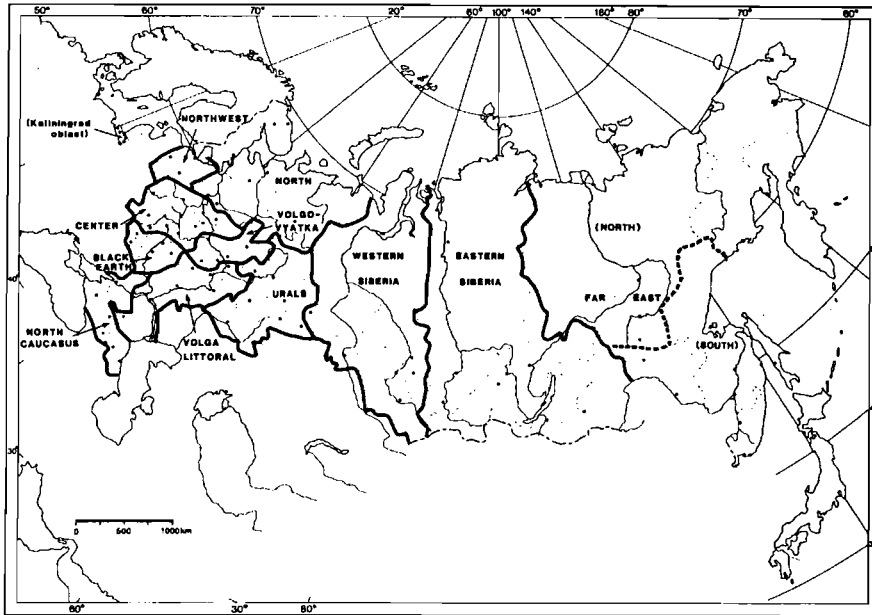 50° 60° 70° 20° 60° 100° 140° 160° 80° 70° 60°
(Kaliningrad
oblast)
NORTHWEST
NORTH
CENTER
VOLGO-
VYATKA
(NORTH)
BLACK
EARTH
WESTERN
SIBERIA
EASTERN
SIBERIA
URALS
FAR EAST
NORTH
CAUCASUS
VOLGA
LITTORAL
(SOUTH)
30°
0 500 1000km
60° 30° 80°